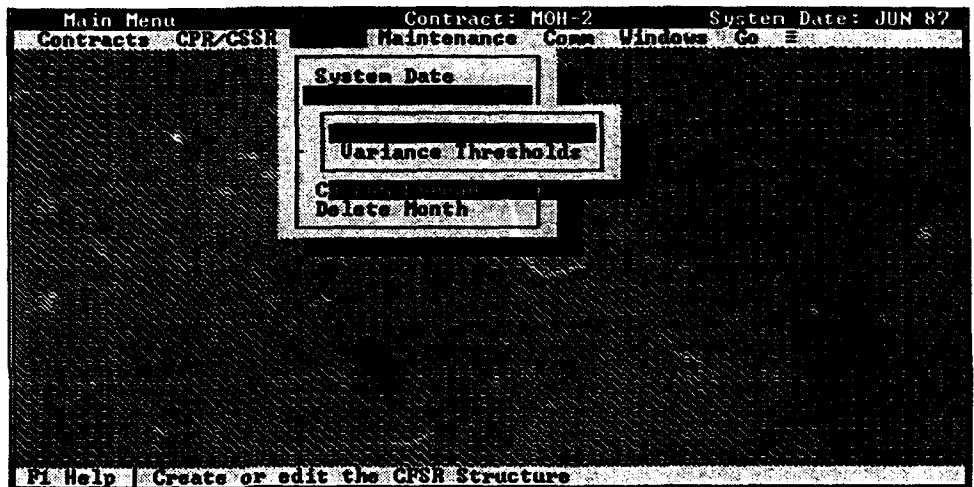 Main Menu Contract: MOH-2 System Date: JUN 87
Contracts CPR/CSSR Maintenance Comm Windows Go ≡
System Date
Variance Thresholds
Delete Month
F1 Help Create or edit the CFSR Structure